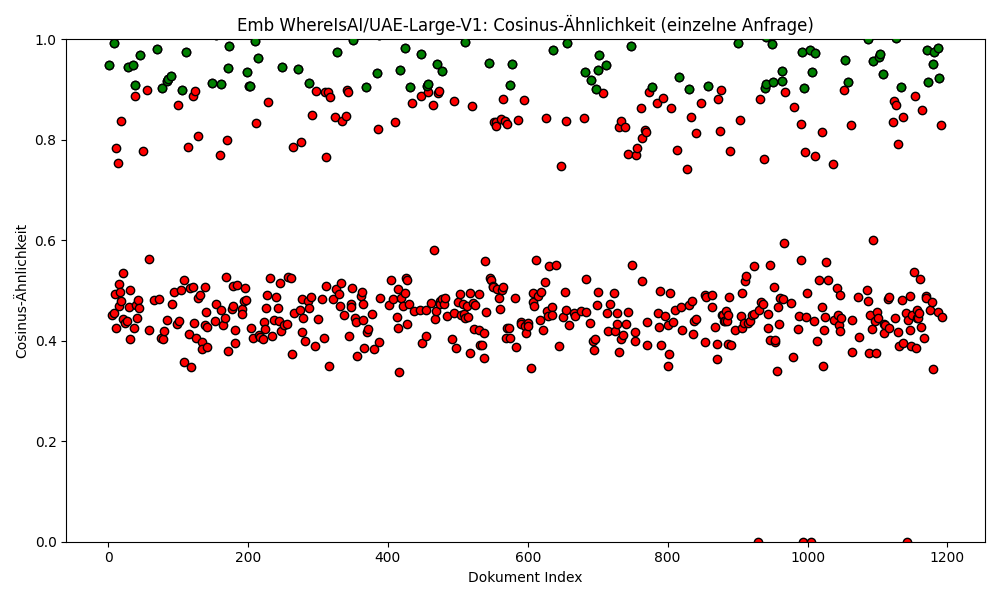 Emb WhereIsAI/UAE-Large-V1: Cosinus-Ähnlichkeit (einzelne Anfrage)
Cosinus-Ähnlichkeit
1.0
0.8
0.6
0.4
0.2
0.0
0 200 400 600 800 1000 1200
Dokument Index